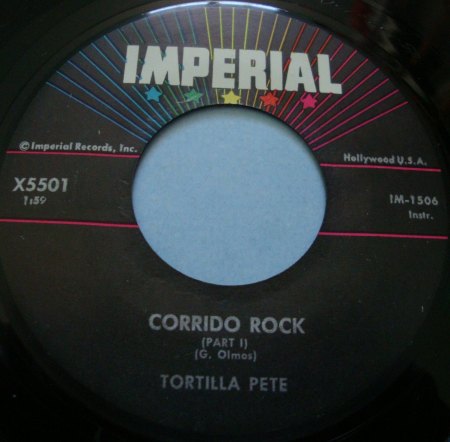 IMPERIAL
© Imperial Records, Inc.
Hollywood U.S.A.
X5501
1:59
IM-1506
Instr.
CORRIDO ROCK
(PART I)
(G. Olmos)
TORTILLA PETE